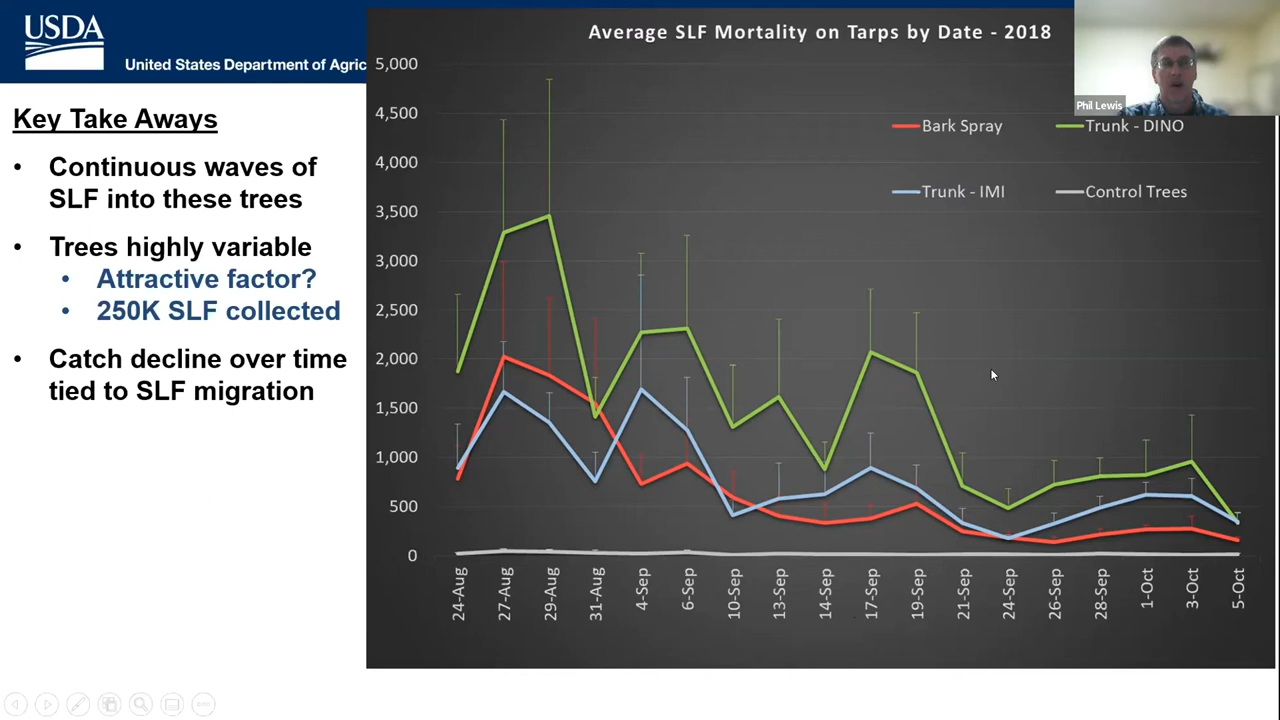 USDA
United States Department of Agric
Key Take Aways
• Continuous waves of
SLF into these trees
• Trees highly variable
• Attractive factor?
• 250K SLF collected
• Catch decline over time
tied to SLF migration
Average SLF Mortality on Tarps by Date - 2018
Phil Lewis
Bark Spray
Trunk - DINO
Trunk - IMI
Control Trees
5,000
4,500
4,000
3,500
3,000
2,500
2,000
1,500
1,000
500
0
24-Aug
27-Aug
29-Aug
31-Aug
4-Sep
6-Sep
10-Sep
13-Sep
14-Sep
17-Sep
19-Sep
21-Sep
24-Sep
26-Sep
28-Sep
1-Oct
3-Oct
5-Oct